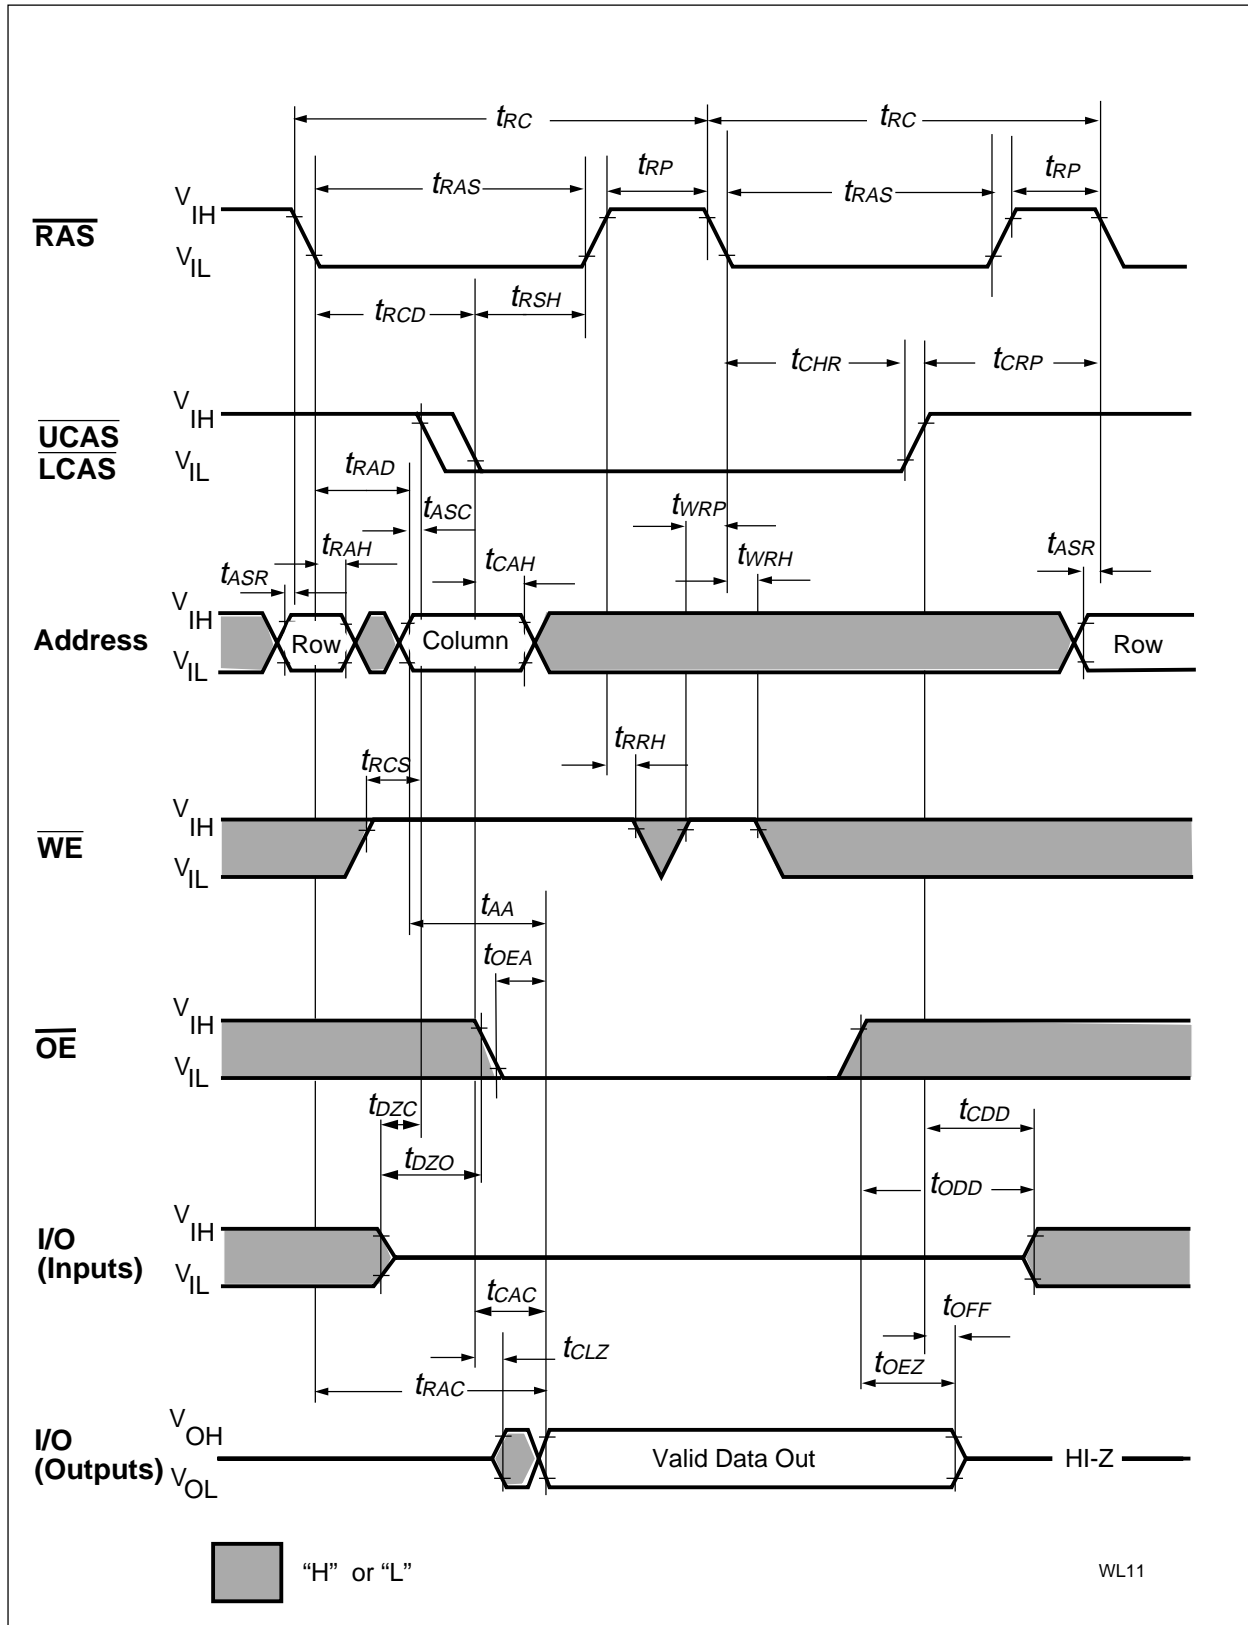 tRC tRC
tRAS tRP tRAS tRP
RAS VIH
VIL
tRCD tRSH
tCHR tCRP
UCAS
LCAS VIH
VIL
tRAD
tASC tWRP
tRAH tCAH tWRH tASR
tASR
Address VIH
VIL Row Column Row
tRRH
tRCS
WE VIH
VIL
tAA
tOEA
OE VIH
VIL
tDZC tCDD
tDZO tODD
I/O
(Inputs) VIH
VIL
tCAC tOFF
tCLZ tOEZ
tRAC
I/O
(Outputs) VOH
VOL Valid Data Out HI-Z
“H” or “L” WL11